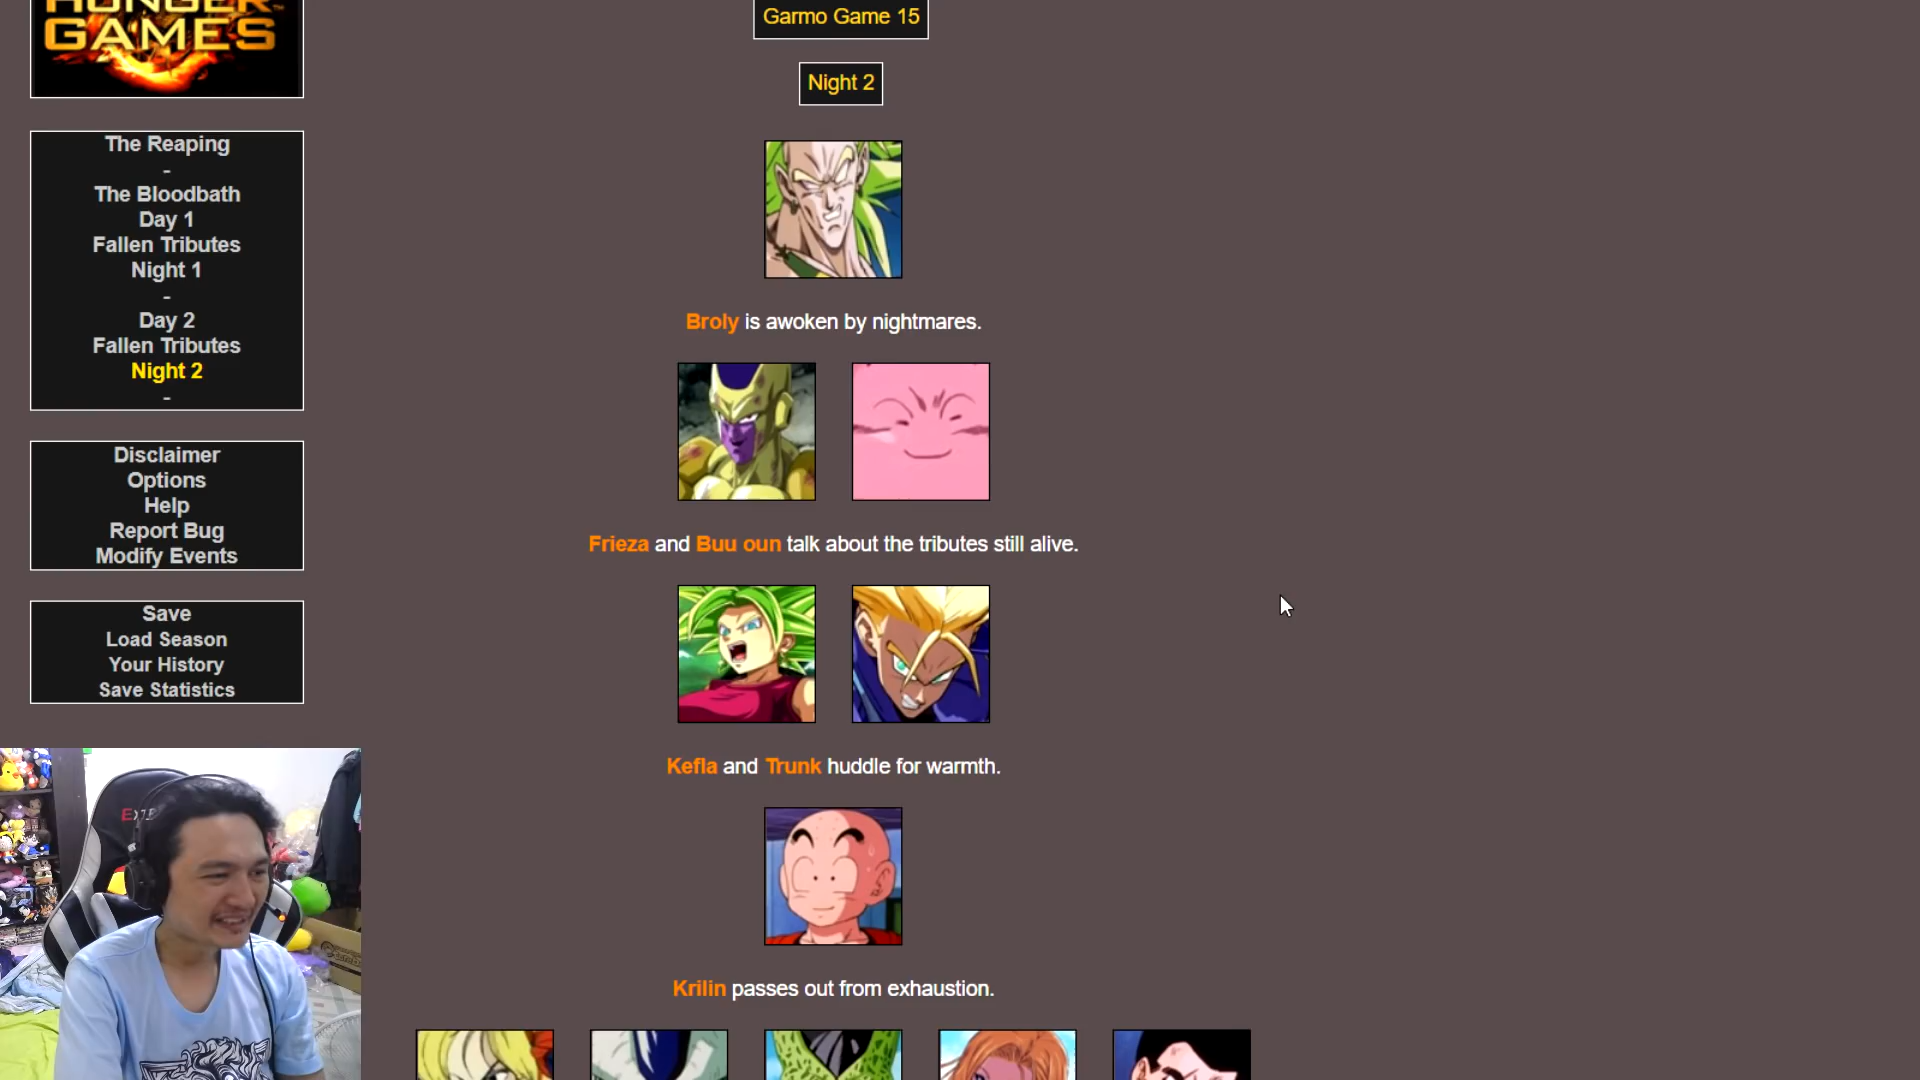 HUNGER
GAMES
Garmo Game 15
Night 2
The Reaping
-
The Bloodbath
Day 1
Fallen Tributes
Night 1
-
Day 2
Fallen Tributes
Night 2
-
Disclaimer
Options
Help
Report Bug
Modify Events
Save
Load Season
Your History
Save Statistics
Broly is awoken by nightmares.
Frieza and Buu oun talk about the tributes still alive.
Kefla and Trunk huddle for warmth.
Krilin passes out from exhaustion.